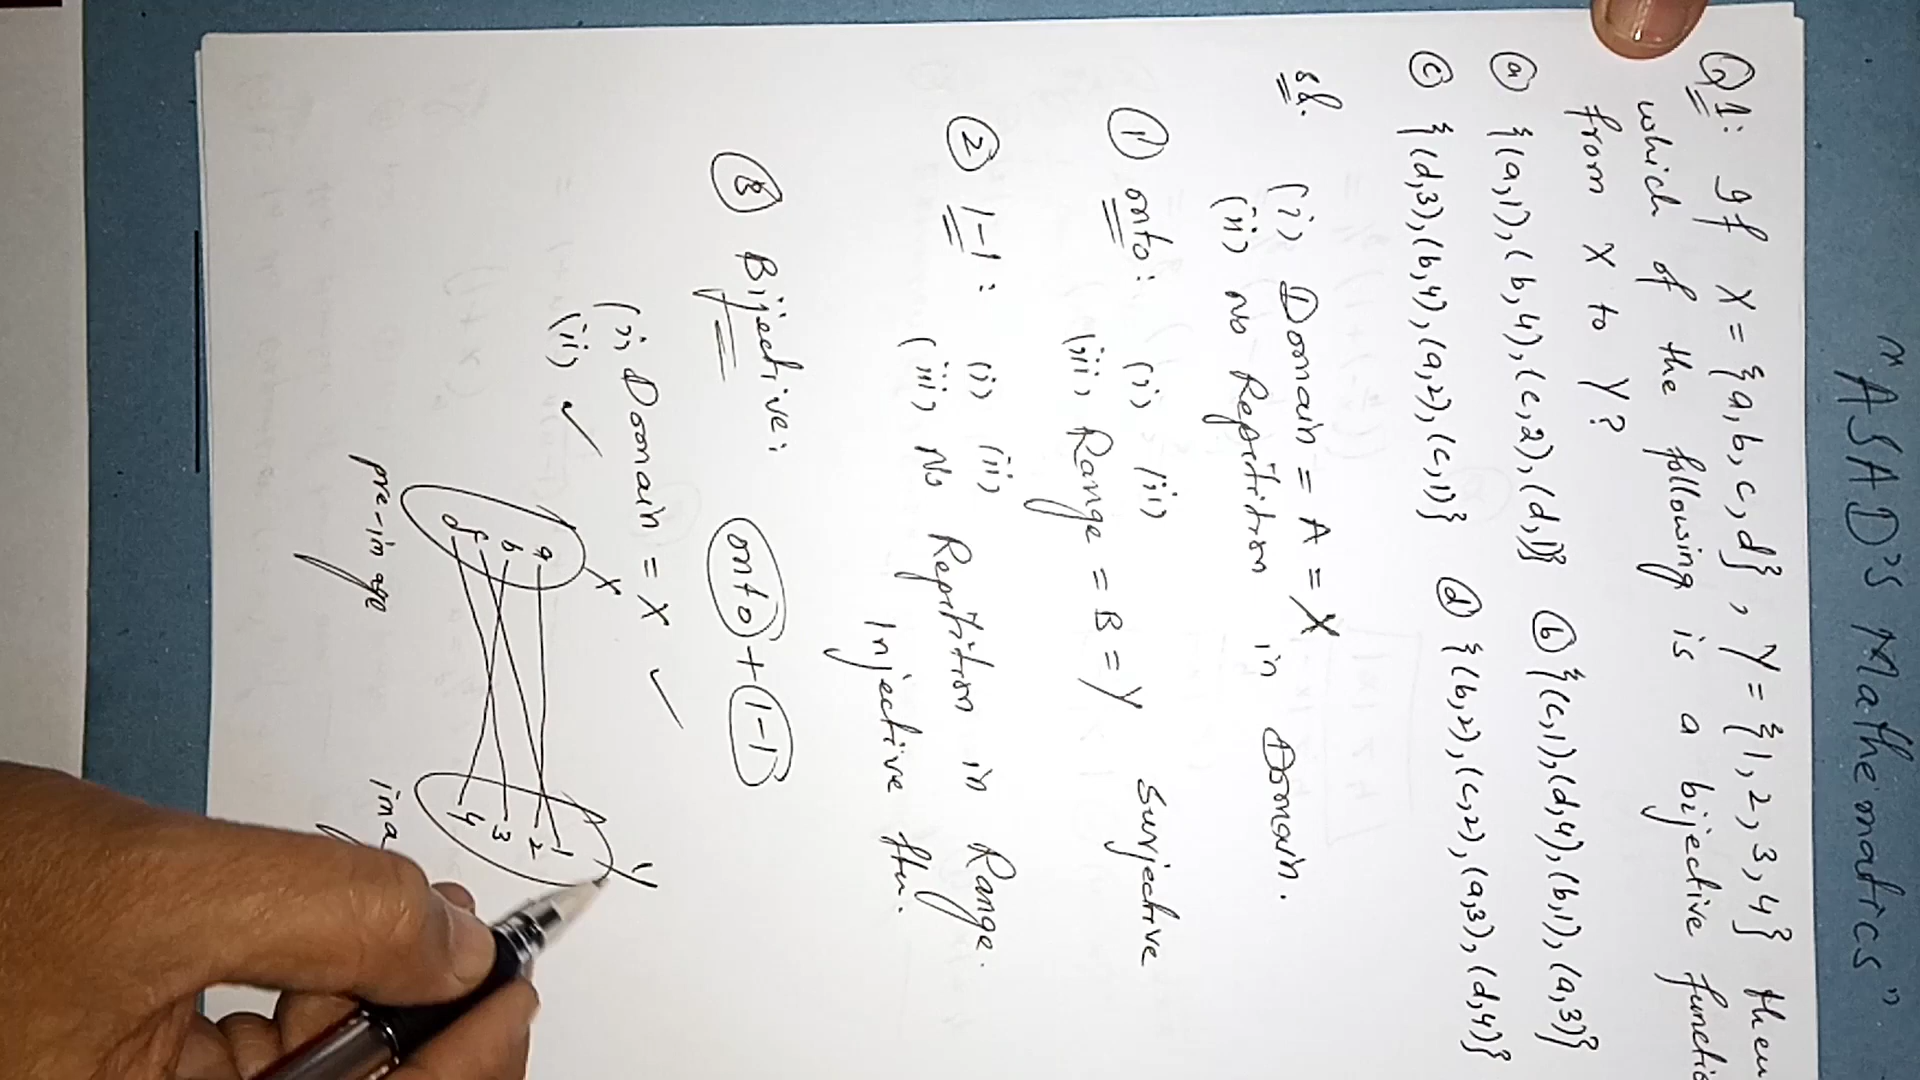 "ASAD'S Mathematics"
Q1: If X = {a,b,c,d}, Y = {1,2,3,4} then
which of the following is a bijective functio
from X to Y?
(a) {(a,1),(b,4),(c,2),(d,1)} (b) {(c,1),(d,4),(b,1),(a,3)}
(c) {(d,3),(b,4),(a,2),(c,1)} (d) {(b,2),(c,2),(a,3),(d,4)}
Sol. (i) Domain = A = X
(ii) No Repitition in Domain.
(1) onto: (i) (ii) Surjective
(iii) Range = B = Y
(2) 1-1: (i) (ii)
(iii) No Repitition in Range.
Injective fn.
(3) Bijective: onto + 1-1
(i) Domain = X ✓
(ii) ✓
X Y
a 1
b 2
c 3
d 4
pre-image ima